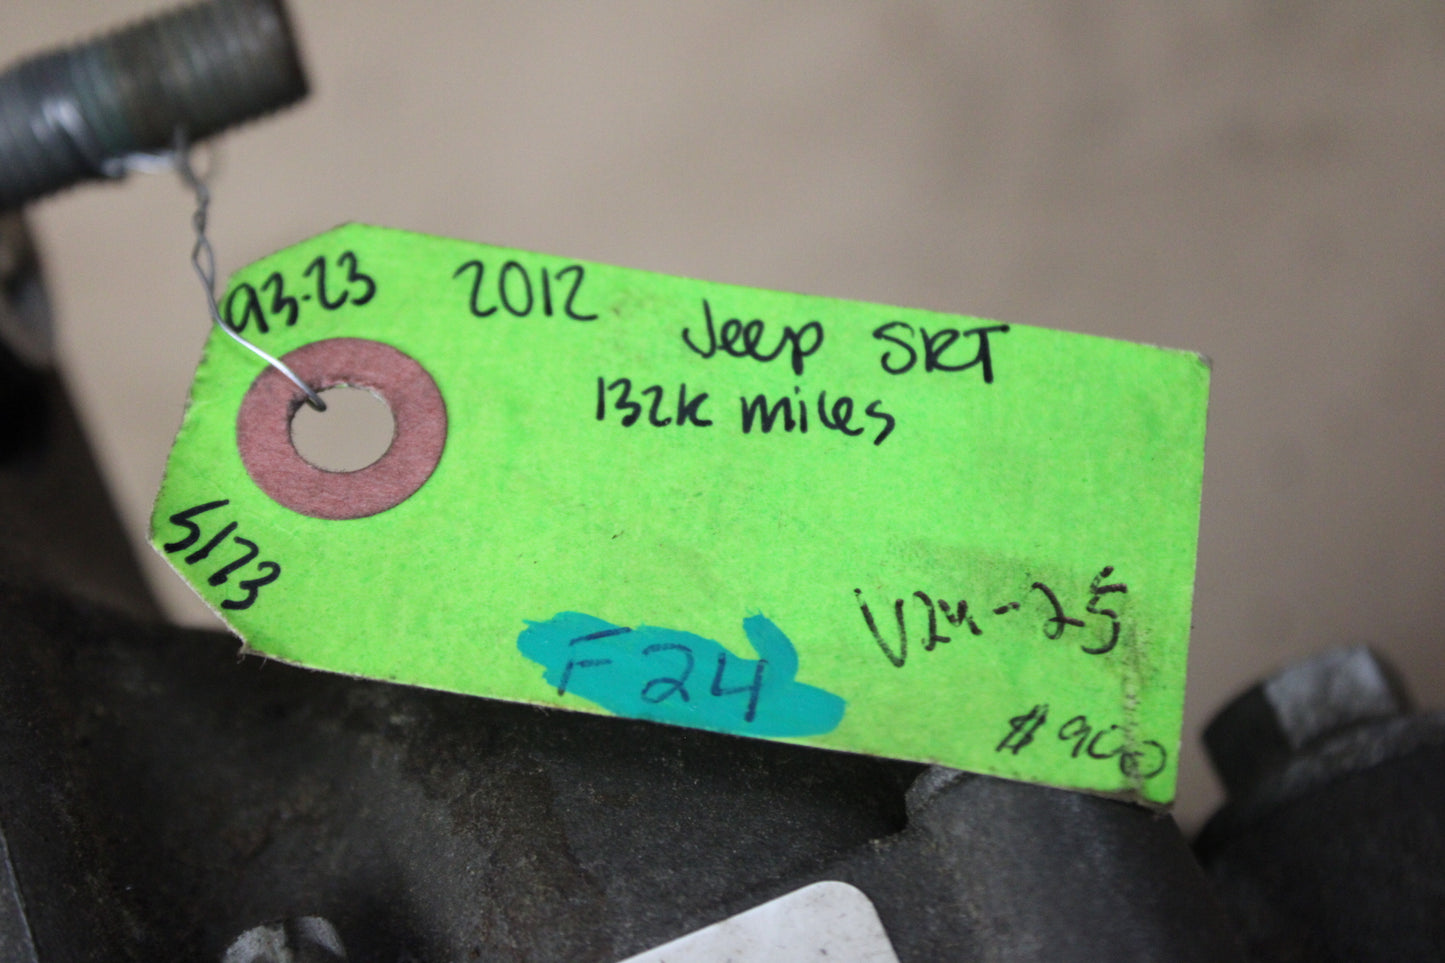 93-23
2012
Jeep SRT
132K miles
5173
V24-25
F24
$900